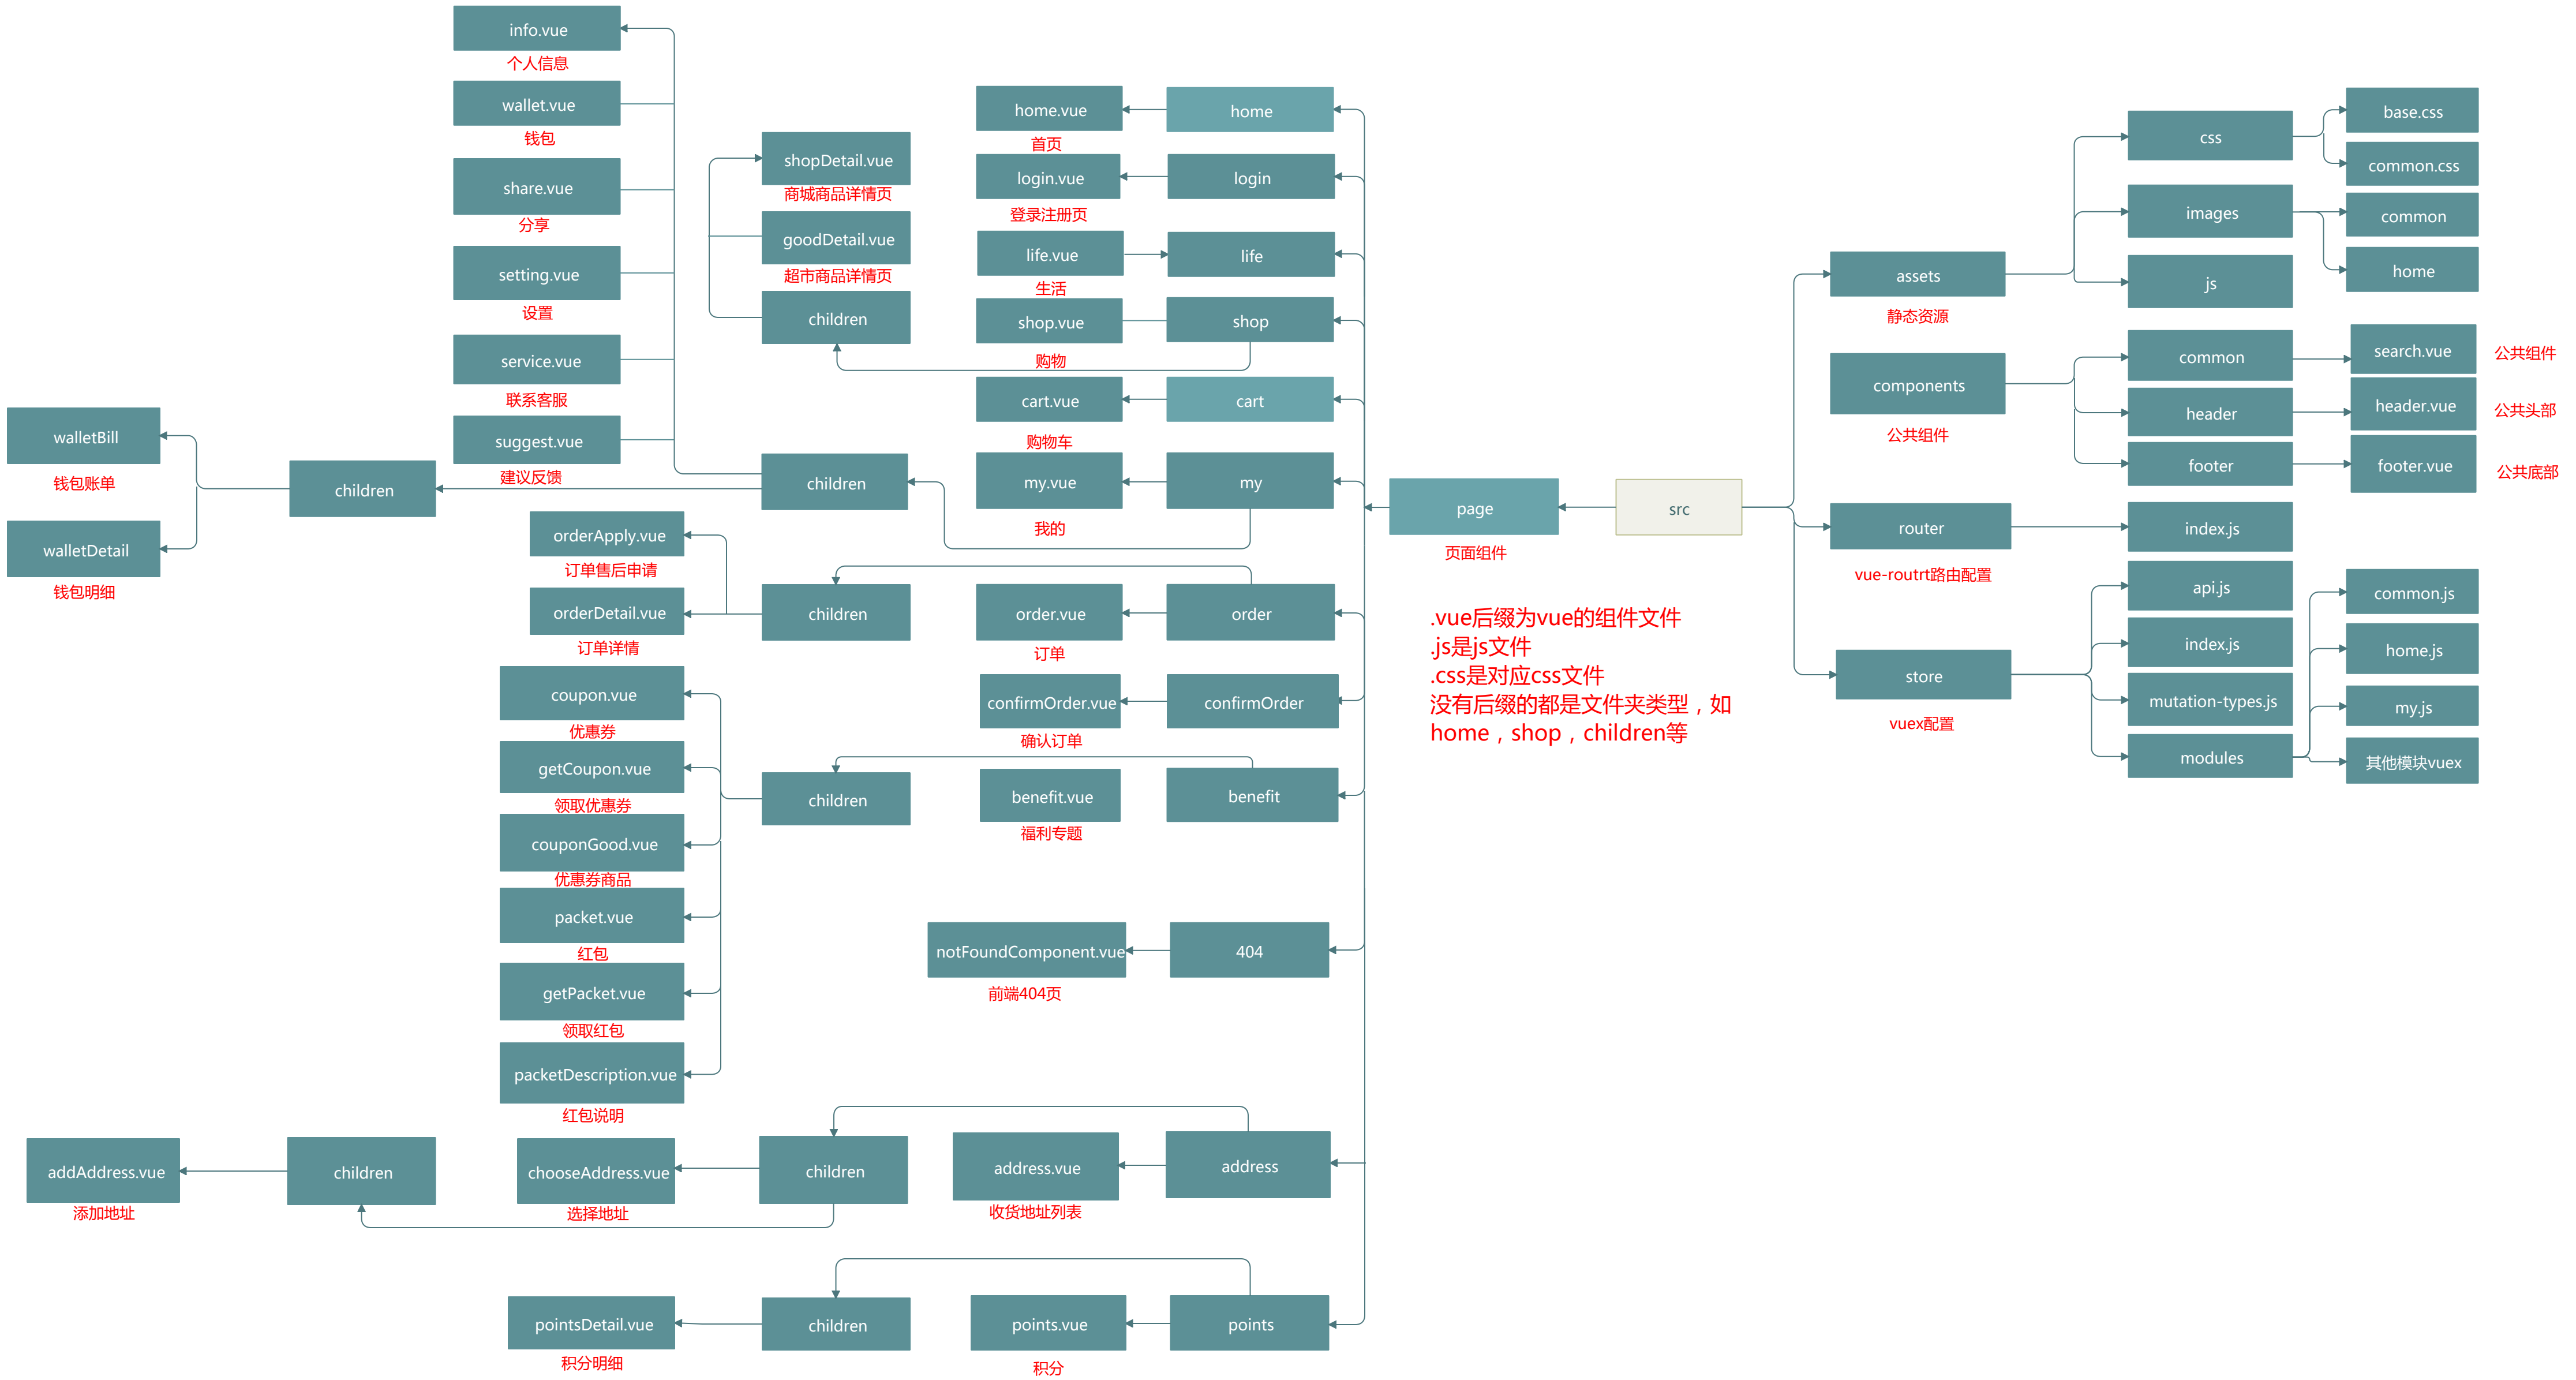 info.vue
个人信息
wallet.vue
钱包
share.vue
分享
setting.vue
设置
service.vue
联系客服
suggest.vue
建议反馈
walletBill
钱包账单
walletDetail
钱包明细
children
shopDetail.vue
商城商品详情页
goodDetail.vue
超市商品详情页
children
children
home.vue
首页
home
login.vue
登录注册页
login
life.vue
生活
life
shop.vue
购物
shop
cart.vue
购物车
cart
my.vue
我的
my
orderApply.vue
订单售后申请
orderDetail.vue
订单详情
children
order.vue
订单
order
confirmOrder.vue
确认订单
confirmOrder
coupon.vue
优惠券
getCoupon.vue
领取优惠券
couponGood.vue
优惠券商品
packet.vue
红包
getPacket.vue
领取红包
packetDescription.vue
红包说明
children
benefit.vue
福利专题
benefit
notFoundComponent.vue
前端404页
404
addAddress.vue
添加地址
children
chooseAddress.vue
选择地址
children
address.vue
收货地址列表
address
pointsDetail.vue
积分明细
children
points.vue
积分
points
page
页面组件
src
.vue后缀为vue的组件文件
.js是js文件
.css是对应css文件
没有后缀的都是文件夹类型，如
home，shop，children等
assets
静态资源
css
base.css
common.css
images
common
home
js
components
公共组件
common
search.vue
公共组件
header
header.vue
公共头部
footer
footer.vue
公共底部
router
vue-routrt路由配置
index.js
store
vuex配置
api.js
index.js
mutation-types.js
modules
common.js
home.js
my.js
其他模块vuex